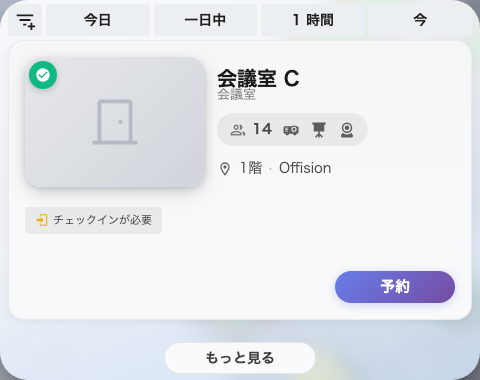 今日
一日中
1 時間
今
会議室 C
会議室
14
1階 · Offision
チェックインが必要
予約
もっと見る